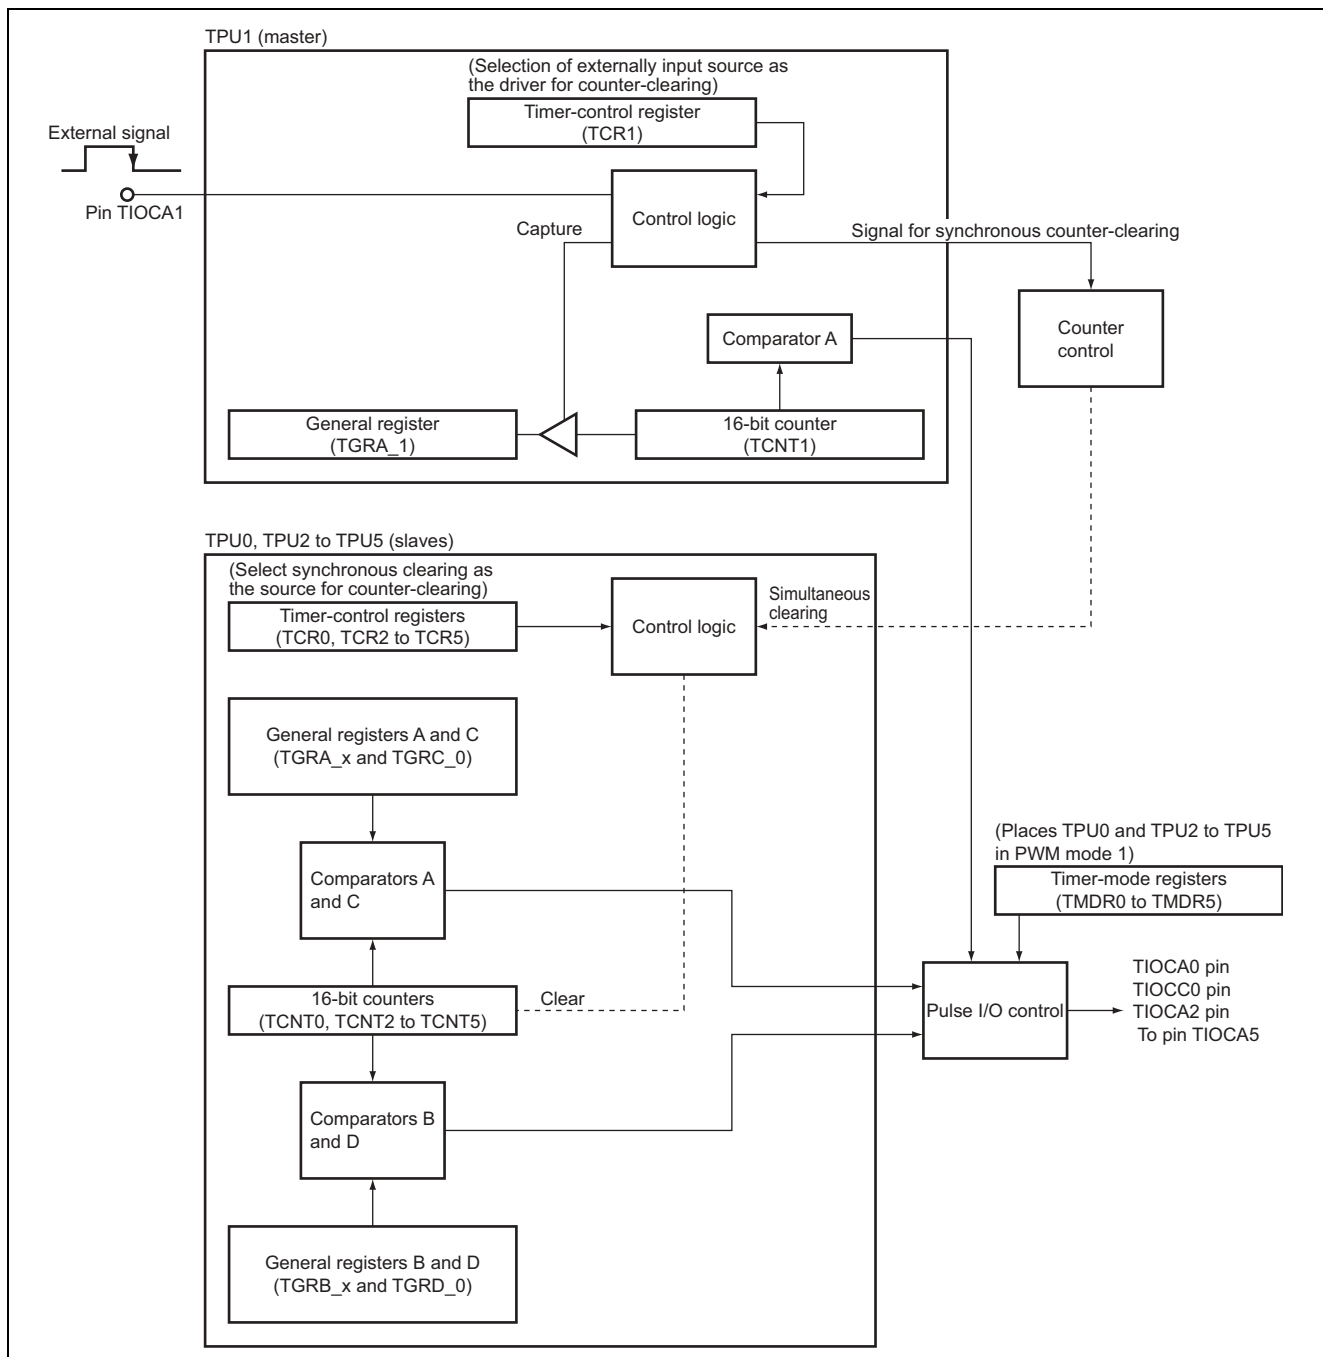 TPU1 (master)
(Selection of externally input source as
the driver for counter-clearing)
Timer-control register
(TCR1)
External signal
Pin TIOCA1
Control logic
Capture
Signal for synchronous counter-clearing
Counter
control
Comparator A
General register
(TGRA_1)
16-bit counter
(TCNT1)
TPU0, TPU2 to TPU5 (slaves)
(Select synchronous clearing as
the source for counter-clearing)
Timer-control registers
(TCR0, TCR2 to TCR5)
Control logic
Simultaneous
clearing
General registers A and C
(TGRA_x and TGRC_0)
Comparators A
and C
(Places TPU0 and TPU2 to TPU5
in PWM mode 1)
Timer-mode registers
(TMDR0 to TMDR5)
16-bit counters
(TCNT0, TCNT2 to TCNT5)
Clear
Pulse I/O control
TIOCA0 pin
TIOCC0 pin
TIOCA2 pin
To pin TIOCA5
Comparators B
and D
General registers B and D
(TGRB_x and TGRD_0)